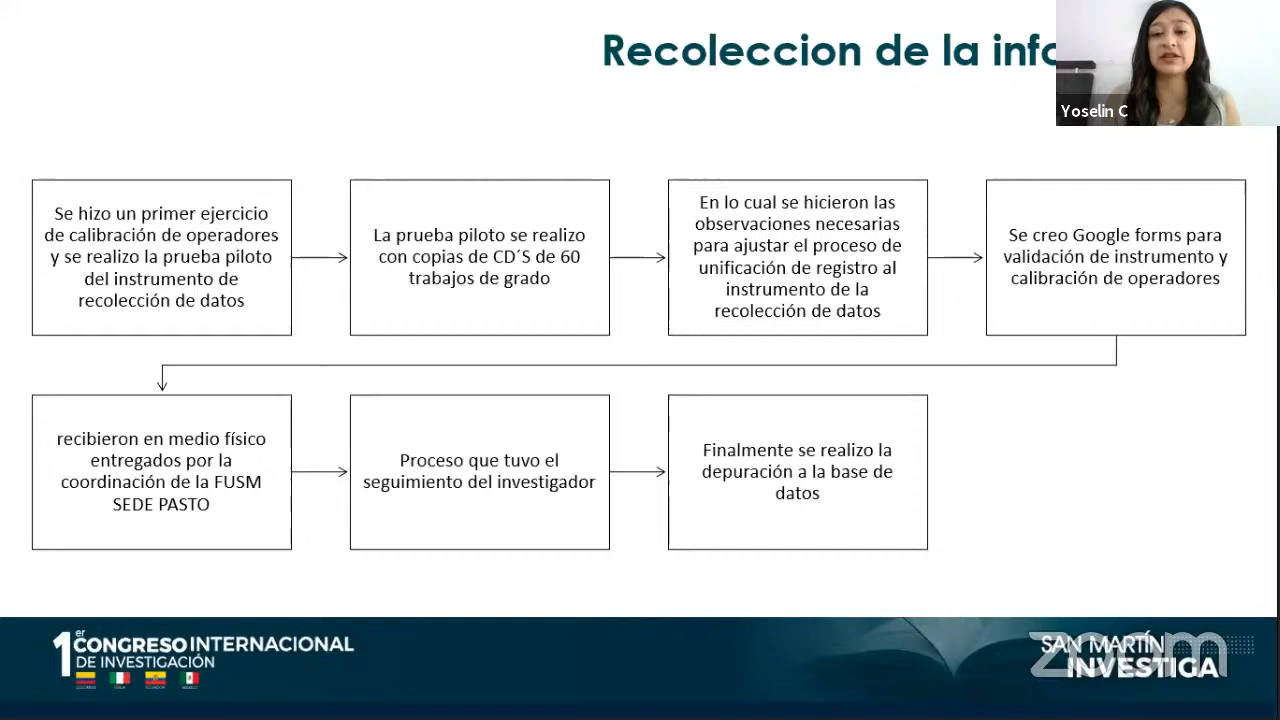 Recoleccion de la info
Yoselin C
Se hizo un primer ejercicio
de calibración de operadores
y se realizo la prueba piloto
del instrumento de
recolección de datos
La prueba piloto se realizo
con copias de CD´S de 60
trabajos de grado
En lo cual se hicieron las
observaciones necesarias
para ajustar el proceso de
unificación de registro al
instrumento de la
recolección de datos
Se creo Google forms para
validación de instrumento y
calibración de operadores
recibieron en medio físico
entregados por la
coordinación de la FUSM
SEDE PASTO
Proceso que tuvo el
seguimiento del investigador
Finalmente se realizo la
depuración a la base de
datos
1er CONGRESO INTERNACIONAL
DE INVESTIGACIÓN
COLOMBIA ITALIA ECUADOR MÉXICO
SAN MARTÍN
zoom
INVESTIGA